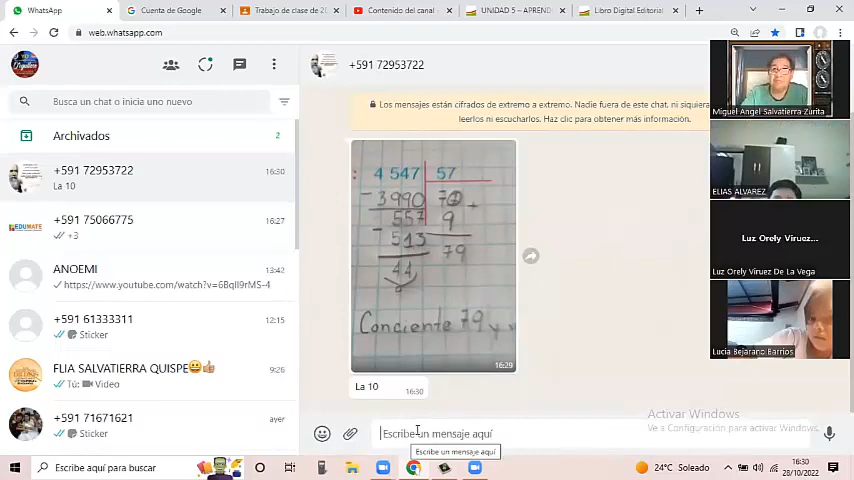 WhatsApp
Cuenta de Google
Trabajo de clase de 20
Contenido del canal -
UNIDAD 5 – APREND
Libro Digital Editorial
web.whatsapp.com
Busca un chat o inicia uno nuevo
Archivados
2
+591 72953722
16:30
La 10
+591 75066775
16:27
EDUMATE
+3
ANOEMI
13:42
https://www.youtube.com/watch?v=6BqlI9rMS-4
+591 61333311
12:15
Sticker
FLIA SALVATIERRA QUISPE
9:26
Tú: Video
+591 71671621
ayer
Sticker
+591 72953722
Los mensajes están cifrados de extremo a extremo. Nadie fuera de este chat, ni siquiera
leerlos ni escucharlos. Haz clic para obtener más información.
: 4 547 57
- 3990 70 +
557 9
- 513 79
44
Conciente 79 y
16:29
La 10
16:30
Escribe un mensaje aquí
Escribe un mensaje aquí
Miguel Angel Salvatierra Zurita
ELIAS ALVAREZ
Luz Orely Víruez...
Luz Orely Víruez De La Vega
Lucia Bejarano Barrios
Activar Windows
Ve a Configuración para activar Windows.
Escribe aquí para buscar
24°C Soleado
16:30
28/10/2022